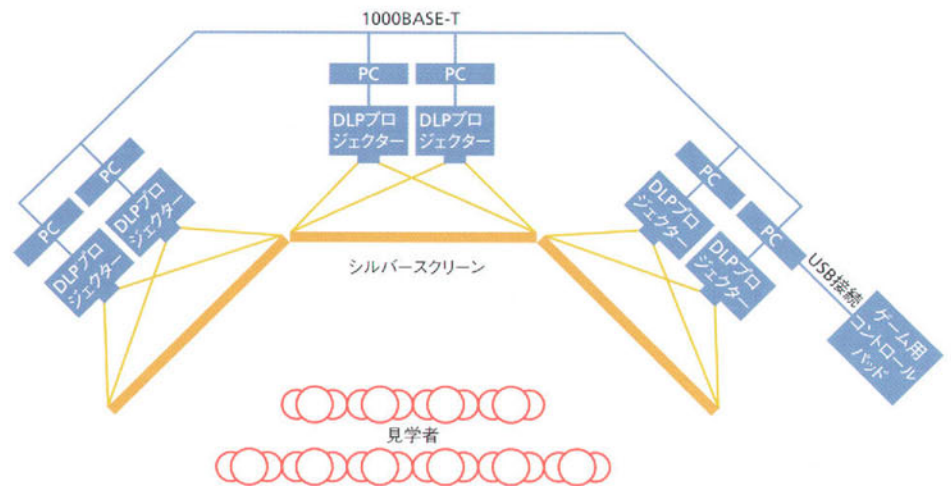 1000BASE-T
PC
PC
DLPプロ
ジェクター
DLPプロ
ジェクター
PC
PC
DLPプロ
ジェクター
DLPプロ
ジェクター
PC
PC
DLPプロ
ジェクター
DLPプロ
ジェクター
USB接続
ゲーム用
コントロール
パッド
シルバースクリーン
見学者